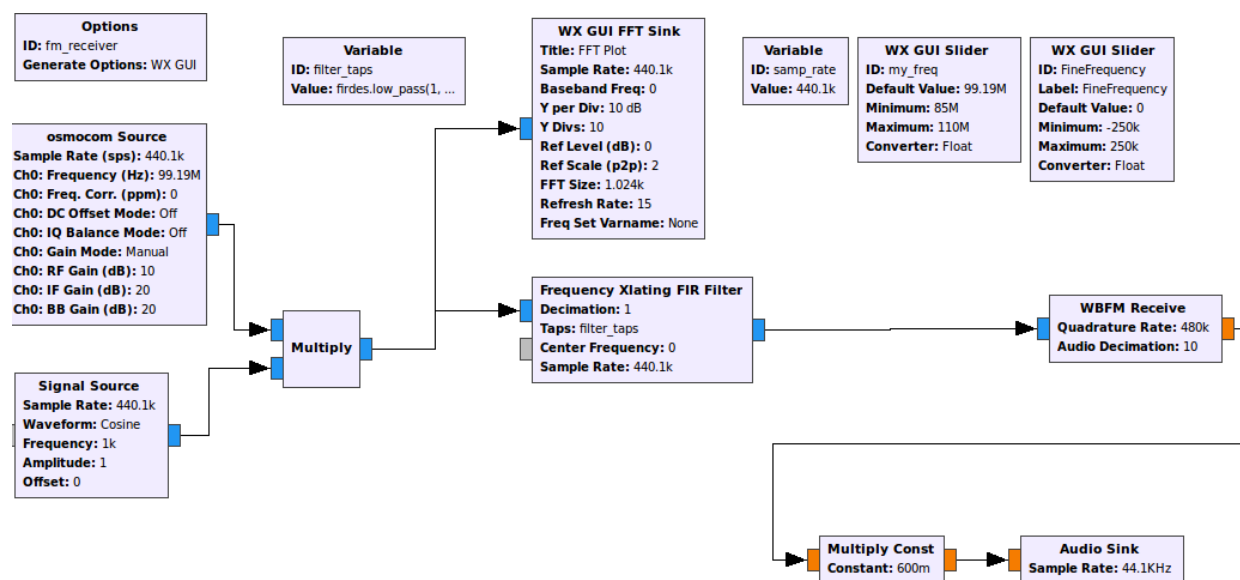 Options
ID: fm_receiver
Generate Options: WX GUI
Variable
ID: filter_taps
Value: firdes.low_pass(1, ...
WX GUI FFT Sink
Title: FFT Plot
Sample Rate: 440.1k
Baseband Freq: 0
Y per Div: 10 dB
Y Divs: 10
Ref Level (dB): 0
Ref Scale (p2p): 2
FFT Size: 1.024k
Refresh Rate: 15
Freq Set Varname: None
Variable
ID: samp_rate
Value: 440.1k
WX GUI Slider
ID: my_freq
Default Value: 99.19M
Minimum: 85M
Maximum: 110M
Converter: Float
WX GUI Slider
ID: FineFrequency
Label: FineFrequency
Default Value: 0
Minimum: -250k
Maximum: 250k
Converter: Float
osmocom Source
Sample Rate (sps): 440.1k
Ch0: Frequency (Hz): 99.19M
Ch0: Freq. Corr. (ppm): 0
Ch0: DC Offset Mode: Off
Ch0: IQ Balance Mode: Off
Ch0: Gain Mode: Manual
Ch0: RF Gain (dB): 10
Ch0: IF Gain (dB): 20
Ch0: BB Gain (dB): 20
Multiply
Frequency Xlating FIR Filter
Decimation: 1
Taps: filter_taps
Center Frequency: 0
Sample Rate: 440.1k
WBFM Receive
Quadrature Rate: 480k
Audio Decimation: 10
Signal Source
Sample Rate: 440.1k
Waveform: Cosine
Frequency: 1k
Amplitude: 1
Offset: 0
Multiply Const
Constant: 600m
Audio Sink
Sample Rate: 44.1KHz